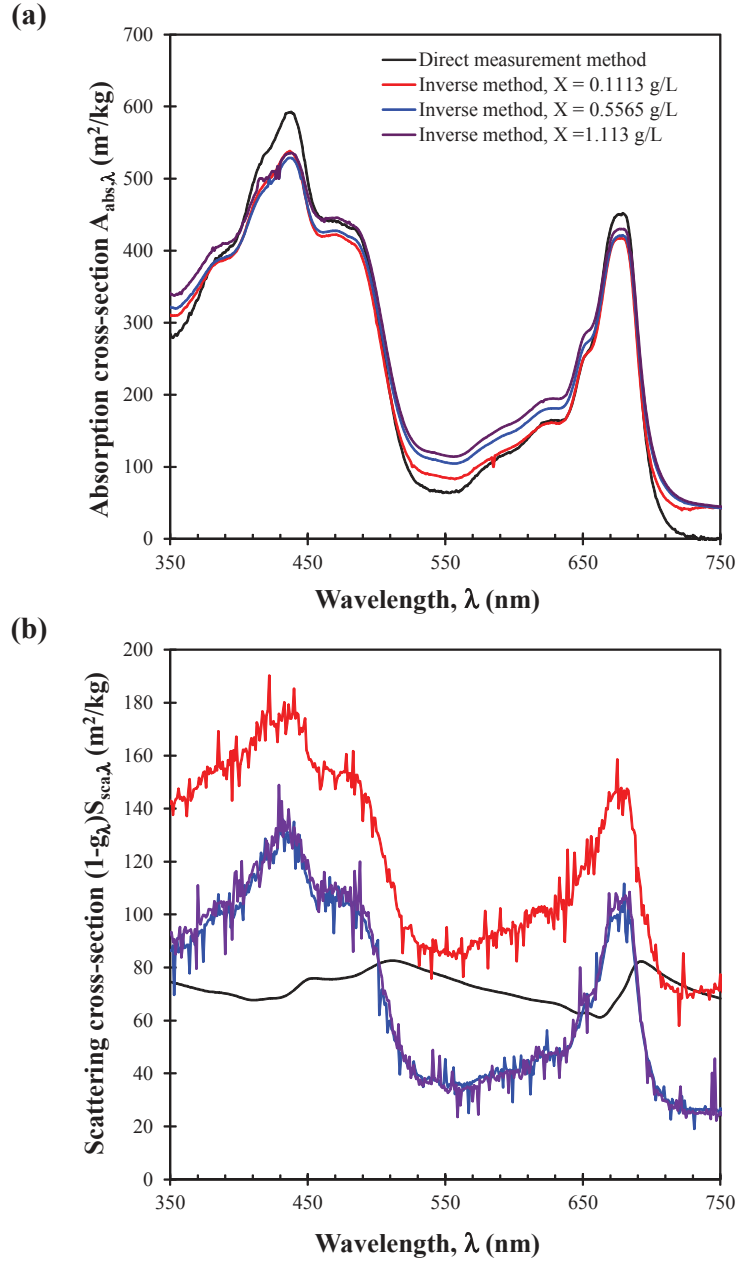 (a)
700
600
500
400
300
200
100
0
Absorption cross-section A_abs,λ (m²/kg)
Direct measurement method
Inverse method, X = 0.1113 g/L
Inverse method, X = 0.5565 g/L
Inverse method, X =1.113 g/L
350 450 550 650 750
Wavelength, λ (nm)
(b)
200
180
160
140
120
100
80
60
40
20
0
Scattering cross-section (1-g_λ)S_sca,λ (m²/kg)
350 450 550 650 750
Wavelength, λ (nm)